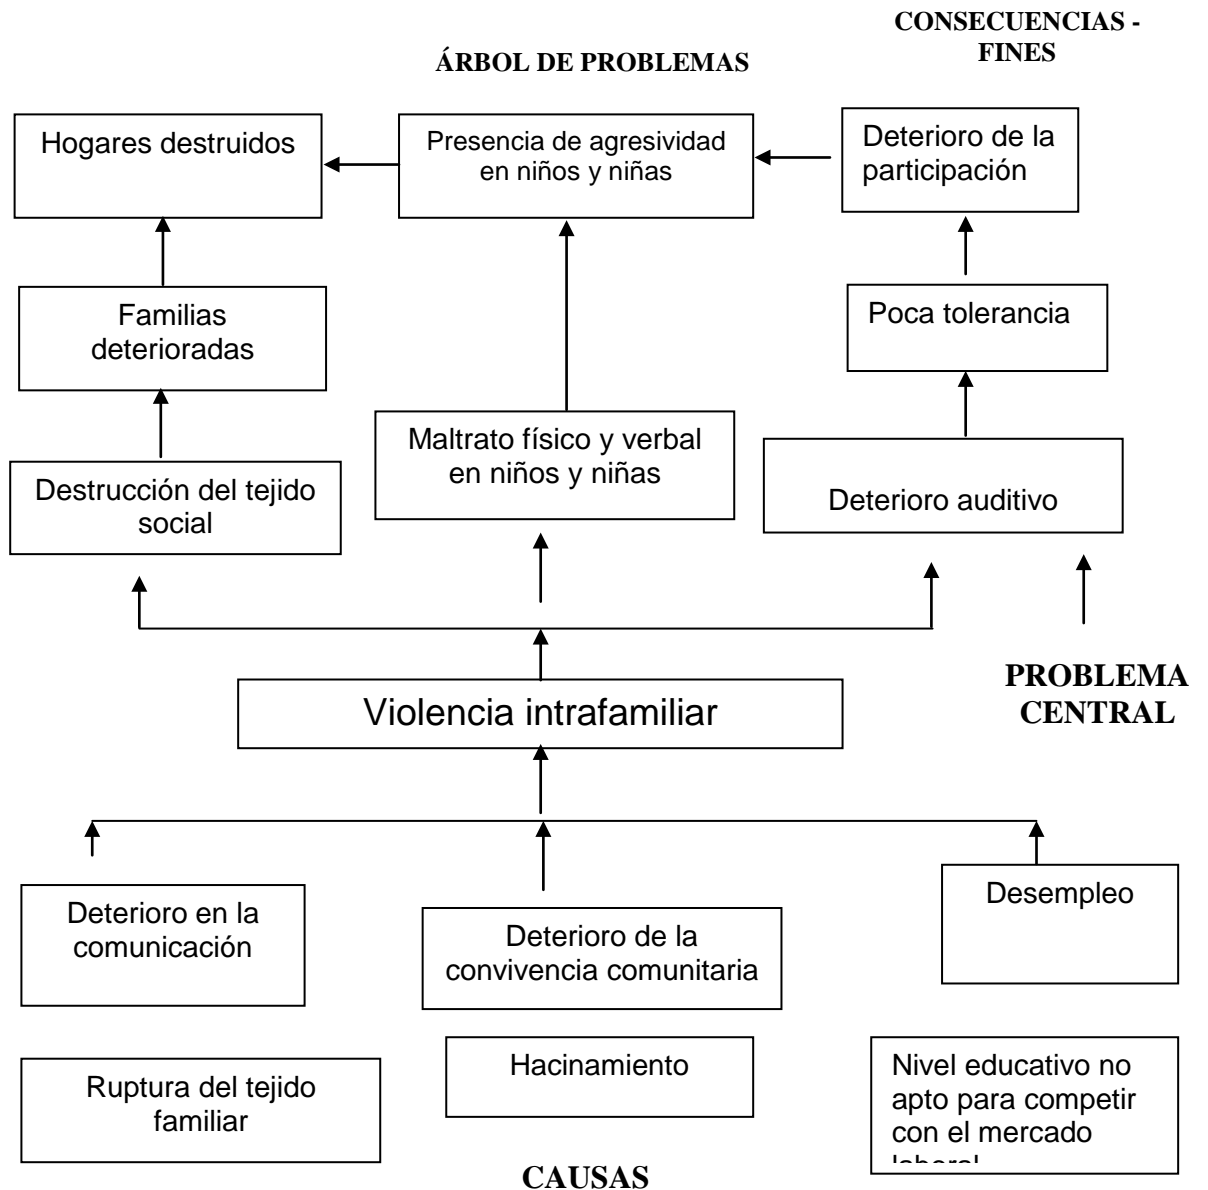 CONSECUENCIAS -
FINES
ÁRBOL DE PROBLEMAS
Hogares destruidos
Presencia de agresividad
en niños y niñas
Deterioro de la
participación
Familias
deterioradas
Poca tolerancia
Maltrato físico y verbal
en niños y niñas
Destrucción del tejido
social
Deterioro auditivo
PROBLEMA
CENTRAL
Violencia intrafamiliar
Deterioro en la
comunicación
Deterioro de la
convivencia comunitaria
Desempleo
Ruptura del tejido
familiar
Hacinamiento
Nivel educativo no
apto para competir
con el mercado
laboral
CAUSAS